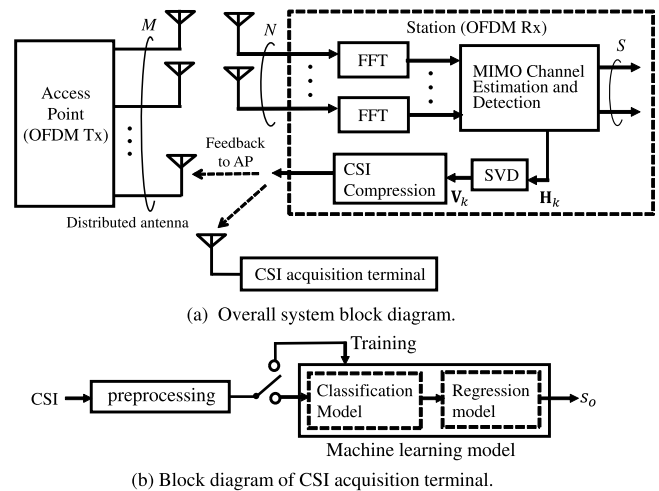 M
N
Station (OFDM Rx)
S
Access
Point
(OFDM Tx)
FFT
FFT
MIMO Channel
Estimation and
Detection
Feedback
to AP
CSI
Compression
SVD
V_k
H_k
Distributed antenna
CSI acquisition terminal
(a) Overall system block diagram.
Training
CSI
preprocessing
Classification
Model
Regression
model
s_o
Machine learning model
(b) Block diagram of CSI acquisition terminal.